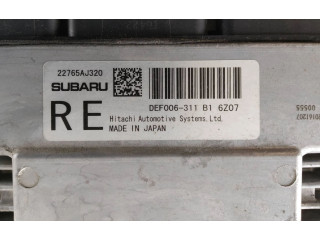 22765AJ320
SUBARU
RE
DEF006-311 B1 6Z07
Hitachi Automotive Systems,Ltd.
MADE IN JAPAN